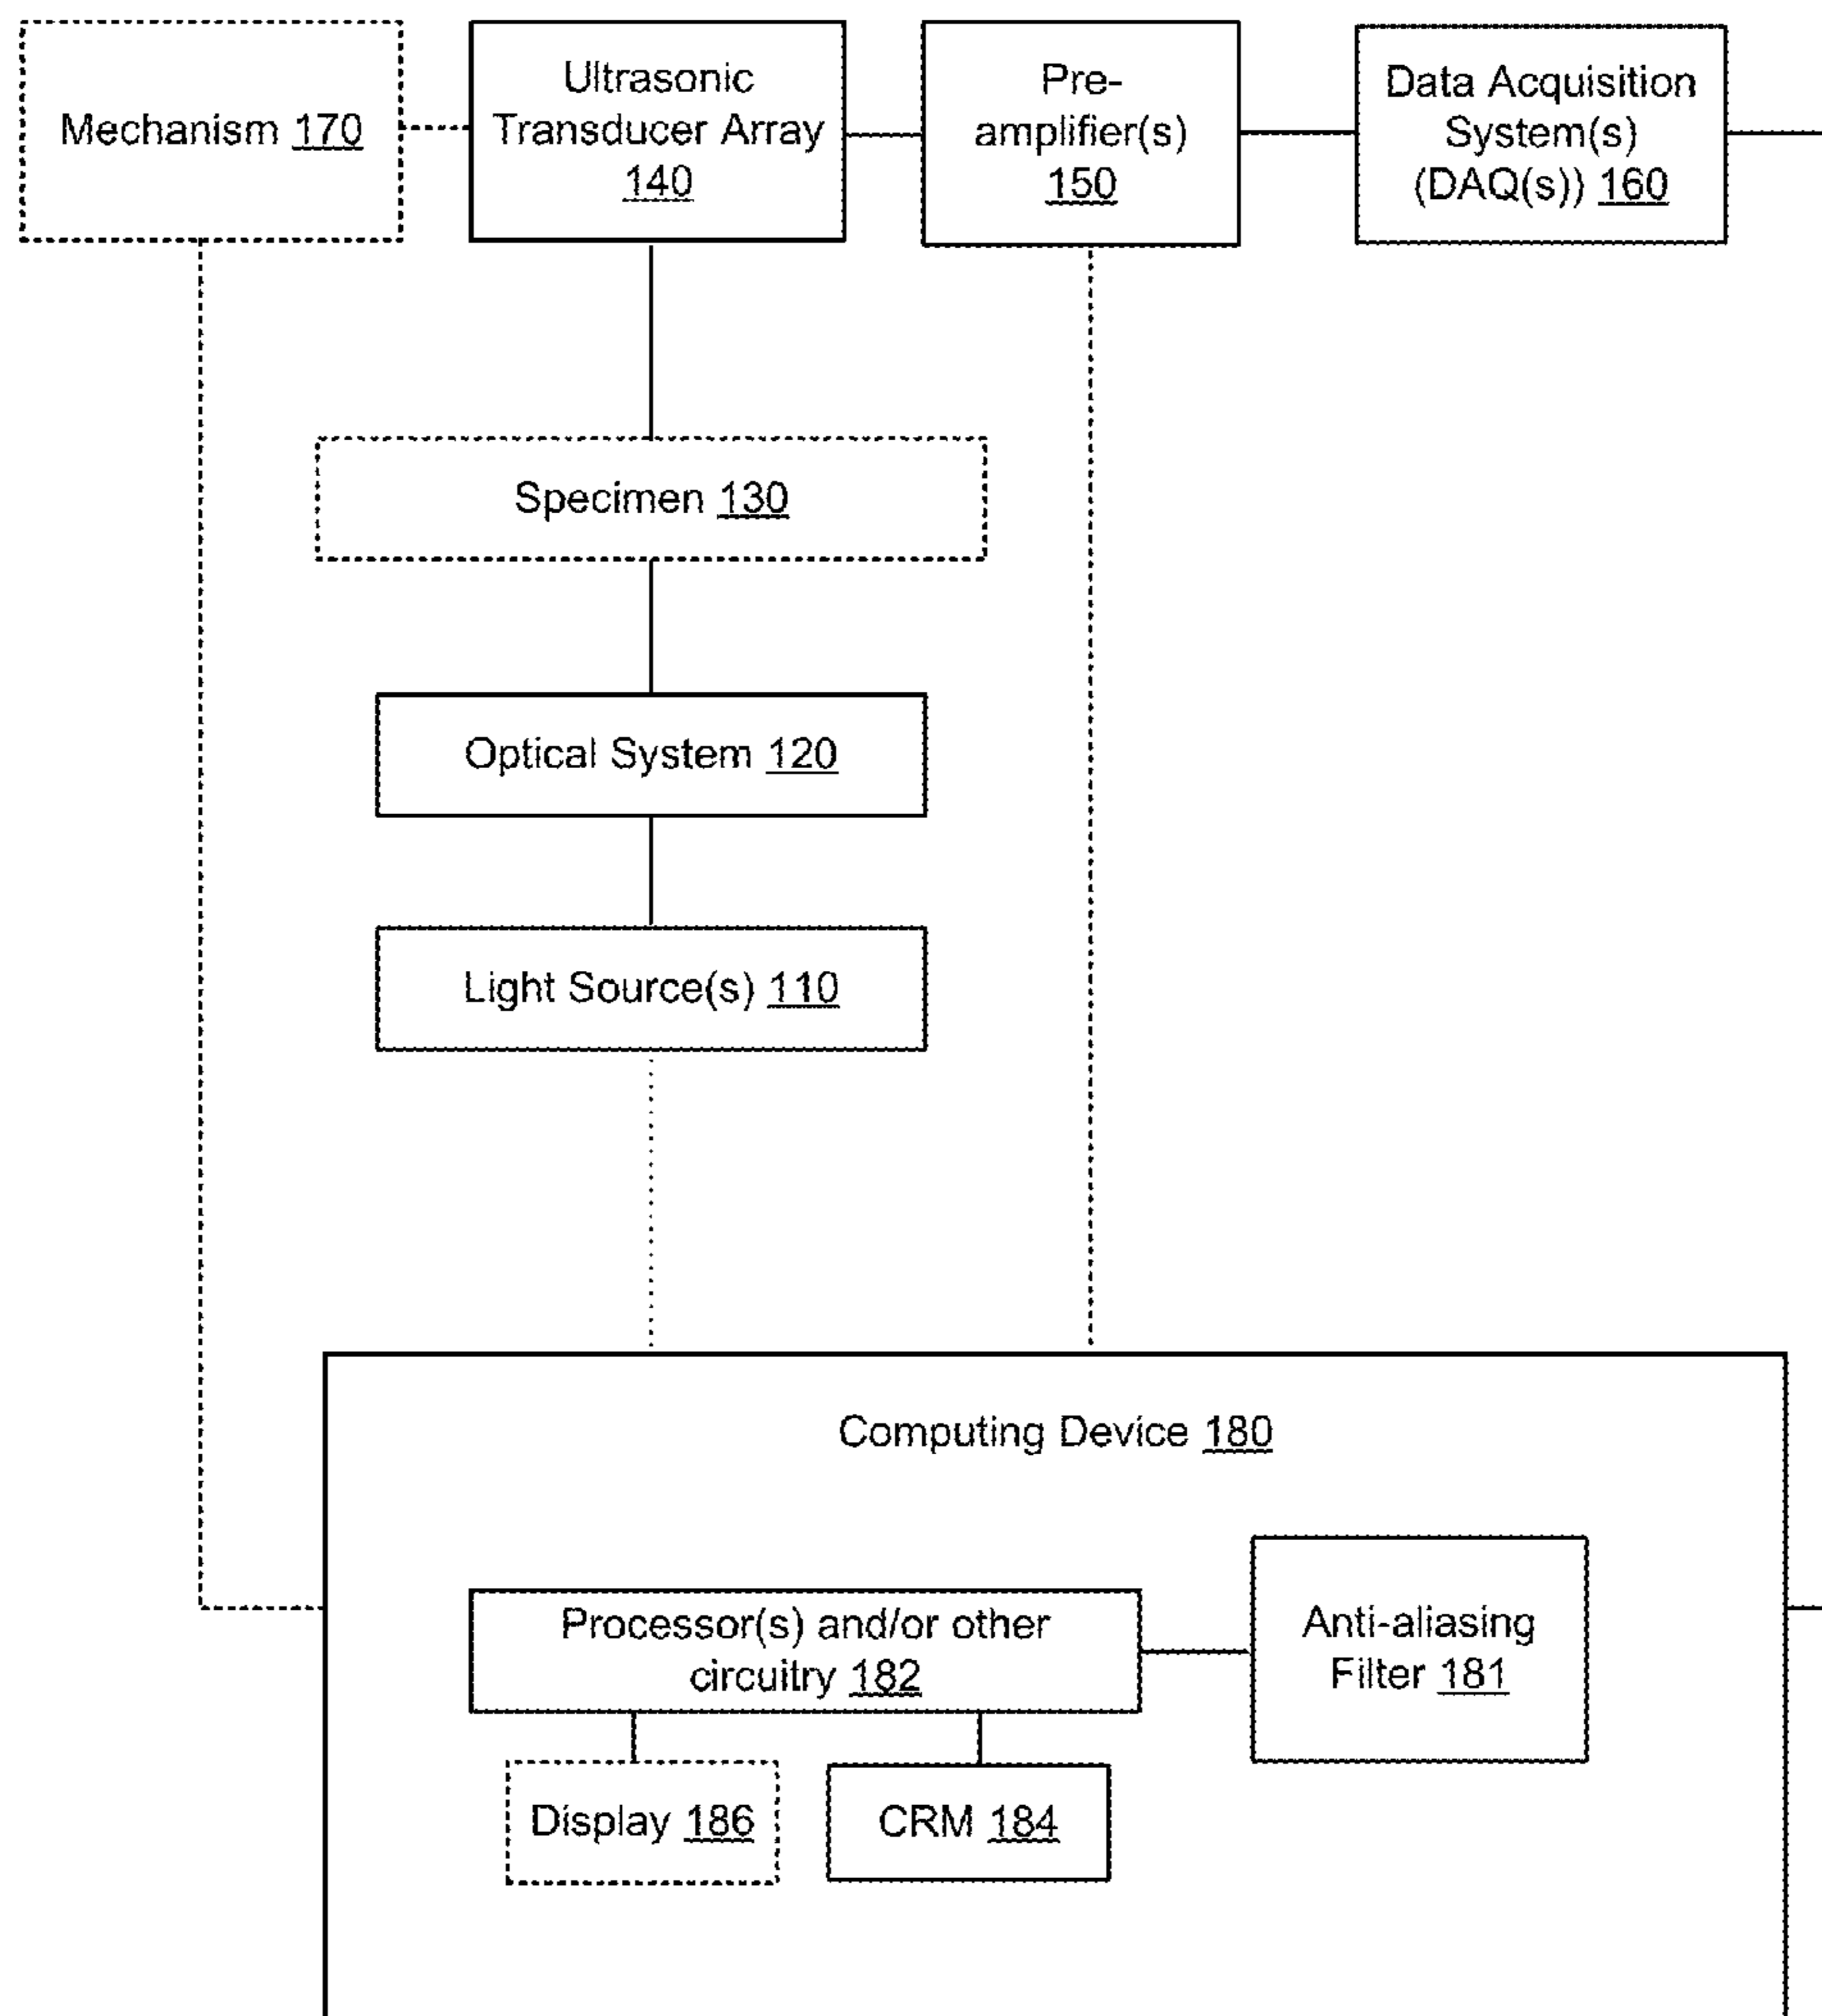 Mechanism 170
Ultrasonic
Transducer Array
140
Pre-
amplifier(s)
150
Data Acquisition
System(s)
(DAQ(s)) 160
Specimen 130
Optical System 120
Light Source(s) 110
Computing Device 180
Processor(s) and/or other
circuitry 182
Anti-aliasing
Filter 181
Display 186
CRM 184